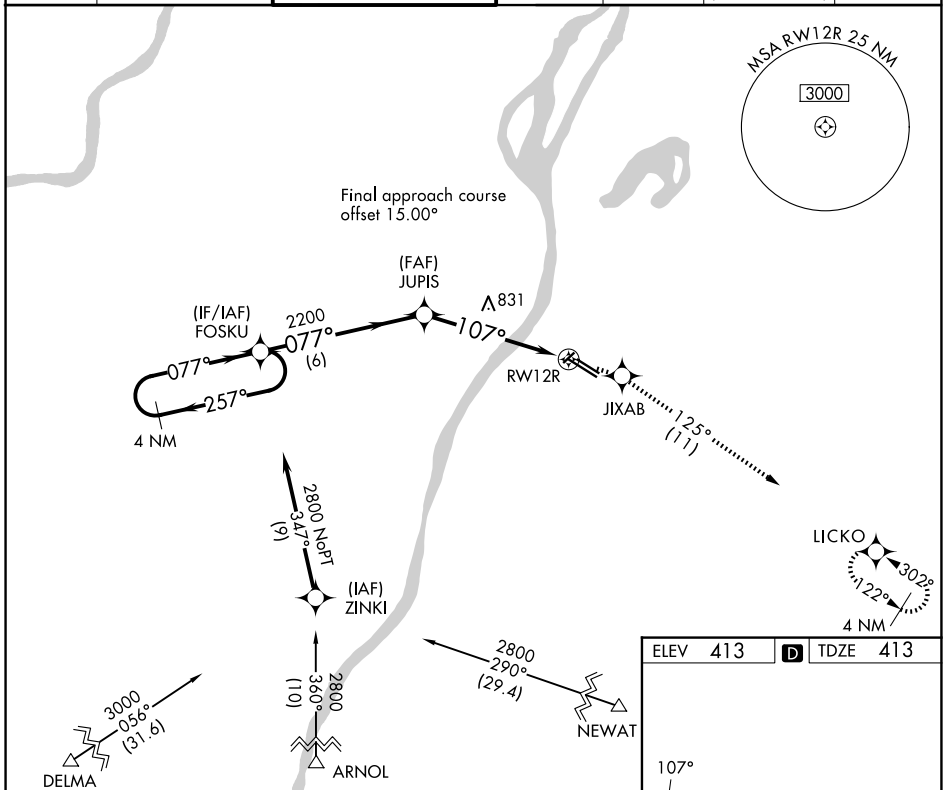 MSA RW12R 25 NM
3000
Final approach course
offset 15.00°
(FAF)
JUPIS
831
(IF/IAF)
FOSKU
2200
077°
(6)
107°
077°
257°
4 NM
RW12R
JIXAB
125°
(11)
2800 NoPT
347°
(9)
(IAF)
ZINKI
LICKO
302°
122°
4 NM
2800
360°
(10)
ARNOL
2800
290°
(29.4)
NEWAT
3000
056°
(31.6)
DELMA
ELEV 413 D TDZE 413
107°